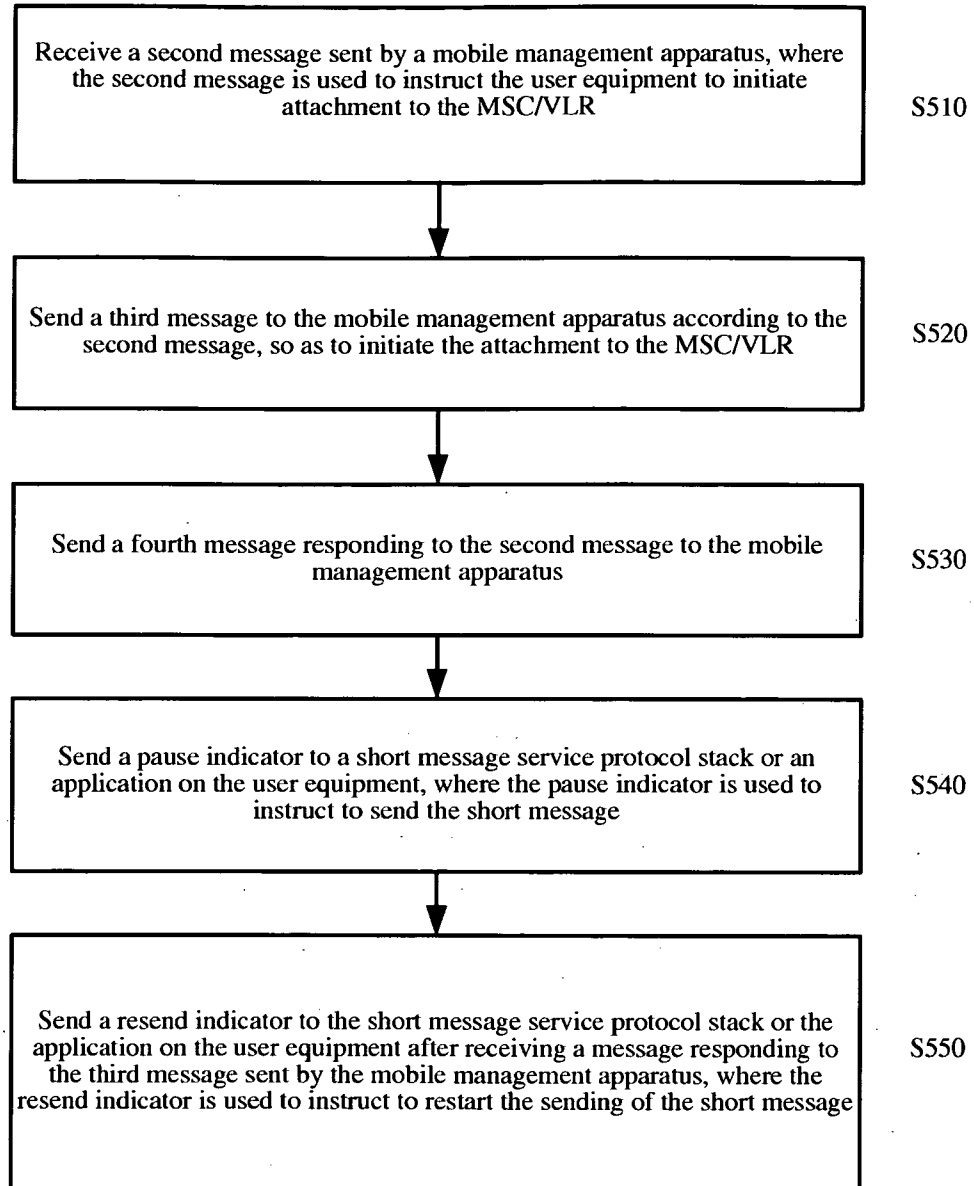 Receive a second message sent by a mobile management apparatus, where
the second message is used to instruct the user equipment to initiate
attachment to the MSC/VLR
S510
Send a third message to the mobile management apparatus according to the
second message, so as to initiate the attachment to the MSC/VLR
S520
Send a fourth message responding to the second message to the mobile
management apparatus
S530
Send a pause indicator to a short message service protocol stack or an
application on the user equipment, where the pause indicator is used to
instruct to send the short message
S540
Send a resend indicator to the short message service protocol stack or the
application on the user equipment after receiving a message responding to
the third message sent by the mobile management apparatus, where the
resend indicator is used to instruct to restart the sending of the short message
S550